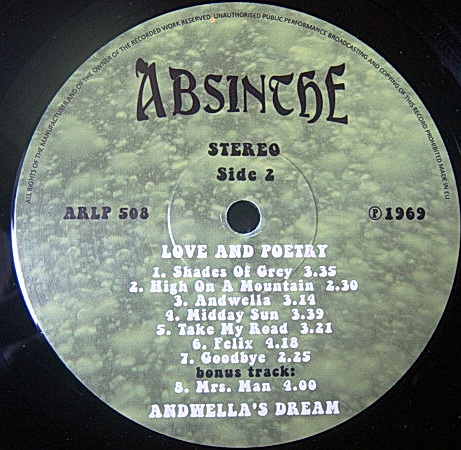 ALL RIGHTS OF THE MANUFACTURER AND OF THE OWNER OF THE RECORDED WORK RESERVED. UNAUTHORISED PUBLIC PERFORMANCE BROADCASTING AND COPYING OF THIS RECORD PROHIBITED MADE IN EU
ABSINTHE
STEREO
Side 2
ARLP 508
℗ 1969
LOVE AND POETRY
1. Shades Of Grey 3.35
2. High On A Mountain 2.30
3. Andwella 3.14
4. Midday Sun 3.39
5. Take My Road 3.21
6. Felix 4.18
7. Goodbye 2.25
bonus track:
8. Mrs. Man 4.00
ANDWELLA'S DREAM